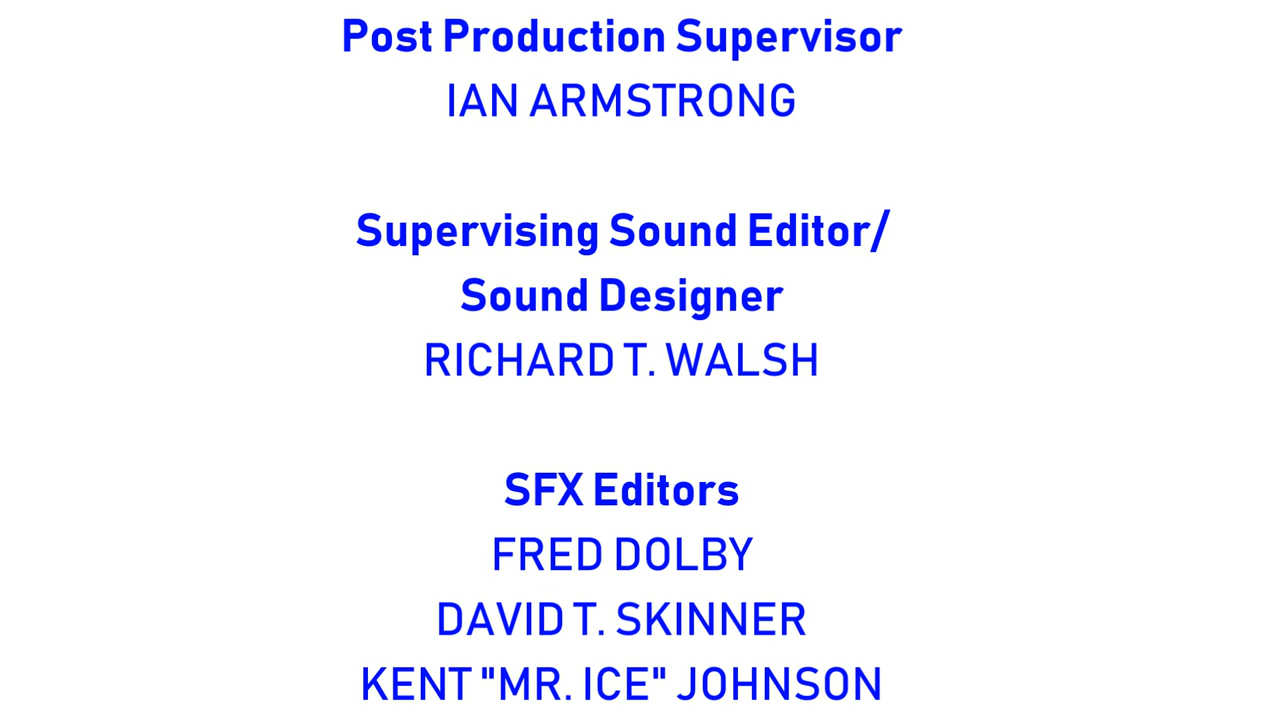 Post Production Supervisor
IAN ARMSTRONG
Supervising Sound Editor/
Sound Designer
RICHARD T. WALSH
SFX Editors
FRED DOLBY
DAVID T. SKINNER
KENT "MR. ICE" JOHNSON